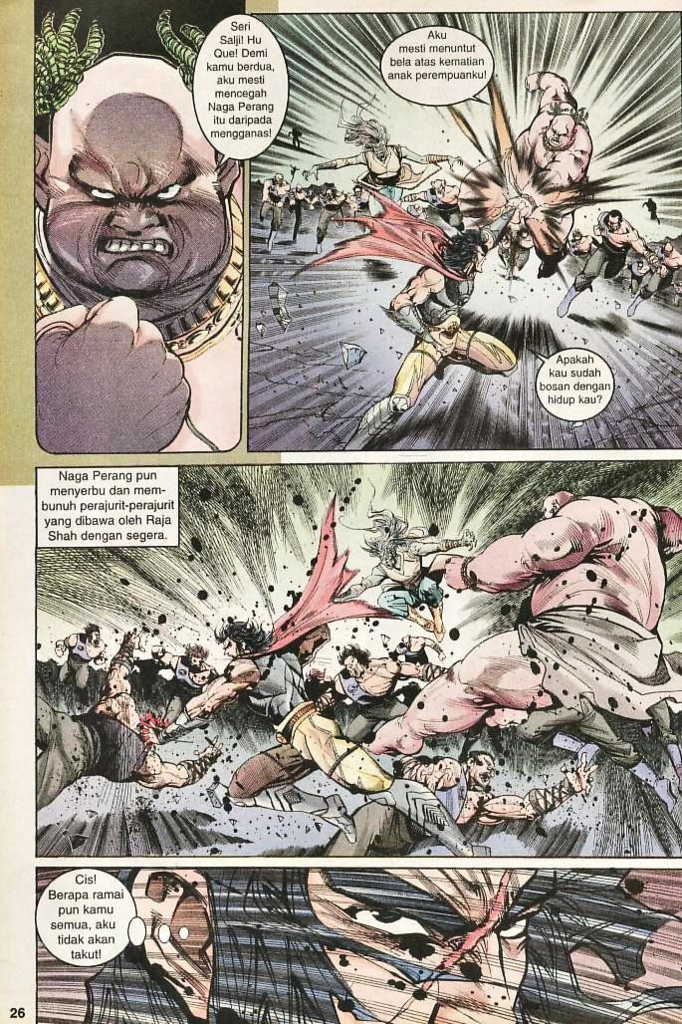 Seri
Salji! Hu
Que! Demi
kamu berdua,
aku mesti
mencegah
Naga Perang
itu daripada
mengganas!
Aku
mesti menuntut
bela atas kematian
anak perempuanku!
Apakah
kau sudah
bosan dengan
hidup kau?
Naga Perang pun
menyerbu dan mem-
bunuh perajurit-perajurit
yang dibawa oleh Raja
Shah dengan segera.
Cis!
Berapa ramai
pun kamu
semua, aku
tidak akan
takut!
26